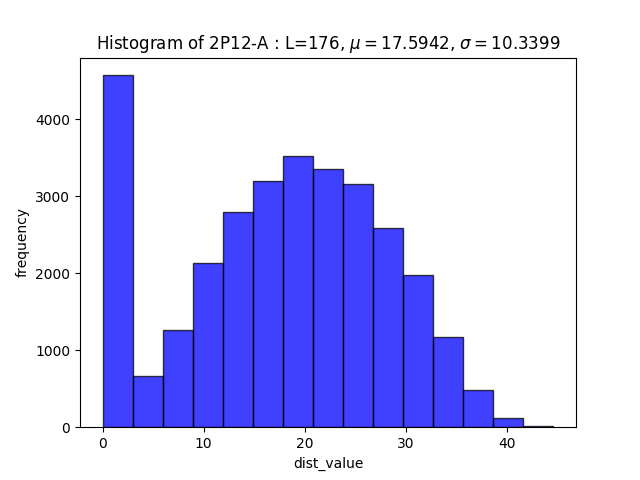 Histogram of 2P12-A : L=176, μ = 17.5942, σ = 10.3399
frequency
4000
3000
2000
1000
0
0 10 20 30 40
dist_value